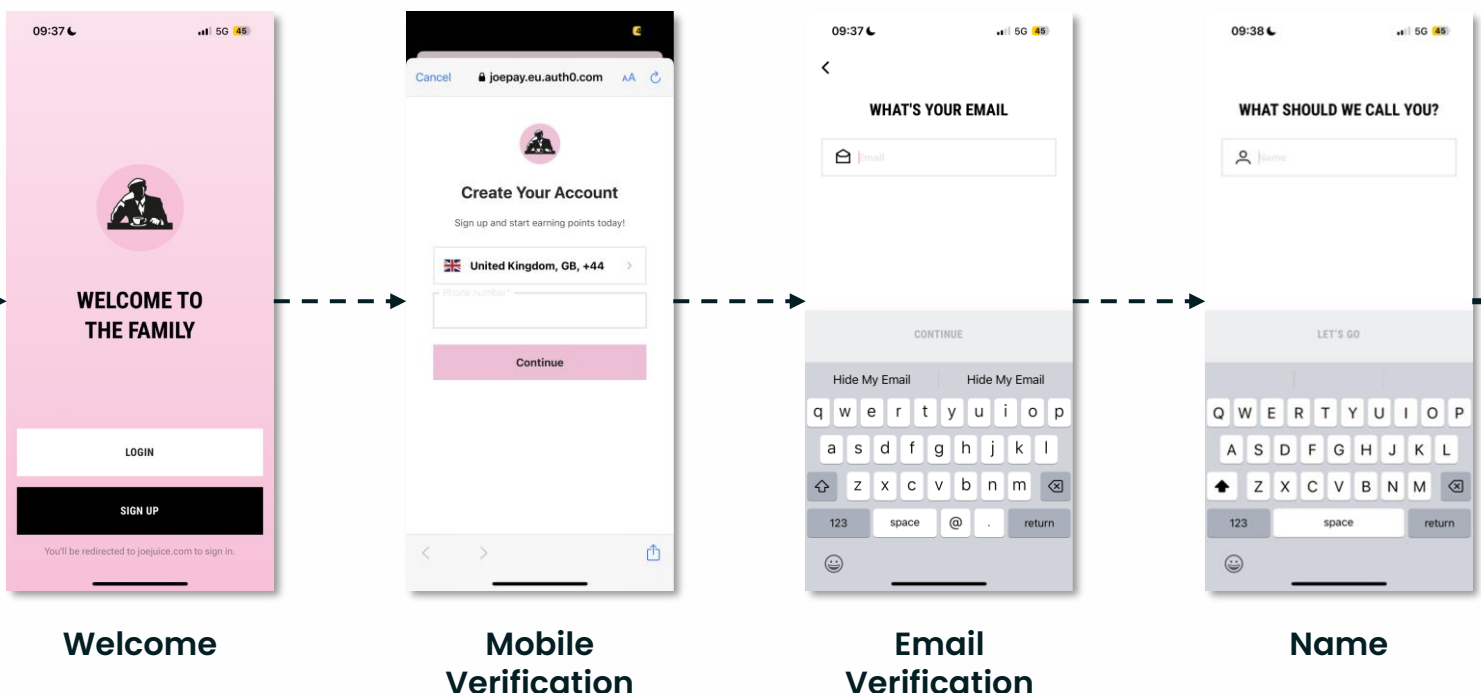 09:37
5G 45
WELCOME TO
THE FAMILY
LOGIN
SIGN UP
You'll be redirected to joejuice.com to sign in.
Welcome
Cancel
joepay.eu.auth0.com
AA
Create Your Account
Sign up and start earning points today!
United Kingdom, GB, +44
Phone number*
Continue
Mobile
Verification
09:37
5G 45
WHAT'S YOUR EMAIL
Email
CONTINUE
Hide My Email Hide My Email
q w e r t y u i o p
a s d f g h j k l
z x c v b n m
123 space @ . return
Email
Verification
09:38
5G 45
WHAT SHOULD WE CALL YOU?
Name
LET'S GO
Q W E R T Y U I O P
A S D F G H J K L
Z X C V B N M
123 space return
Name